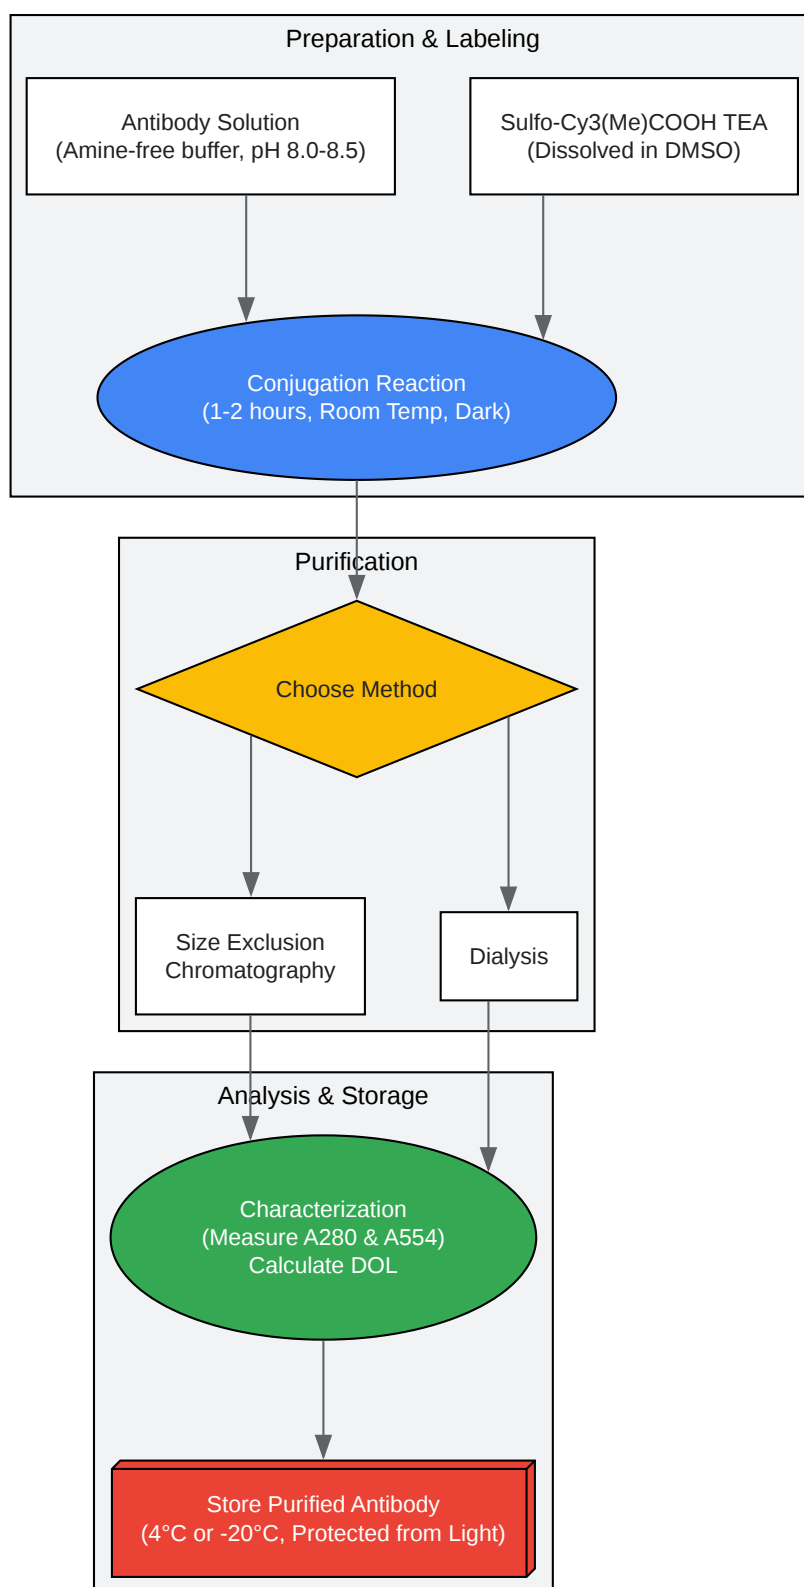 Preparation & Labeling
Antibody Solution
(Amine-free buffer, pH 8.0-8.5)
Sulfo-Cy3(Me)COOH TEA
(Dissolved in DMSO)
Conjugation Reaction
(1-2 hours, Room Temp, Dark)
Purification
Choose Method
Size Exclusion
Chromatography
Dialysis
Analysis & Storage
Characterization
(Measure A280 & A554)
Calculate DOL
Store Purified Antibody
(4°C or -20°C, Protected from Light)